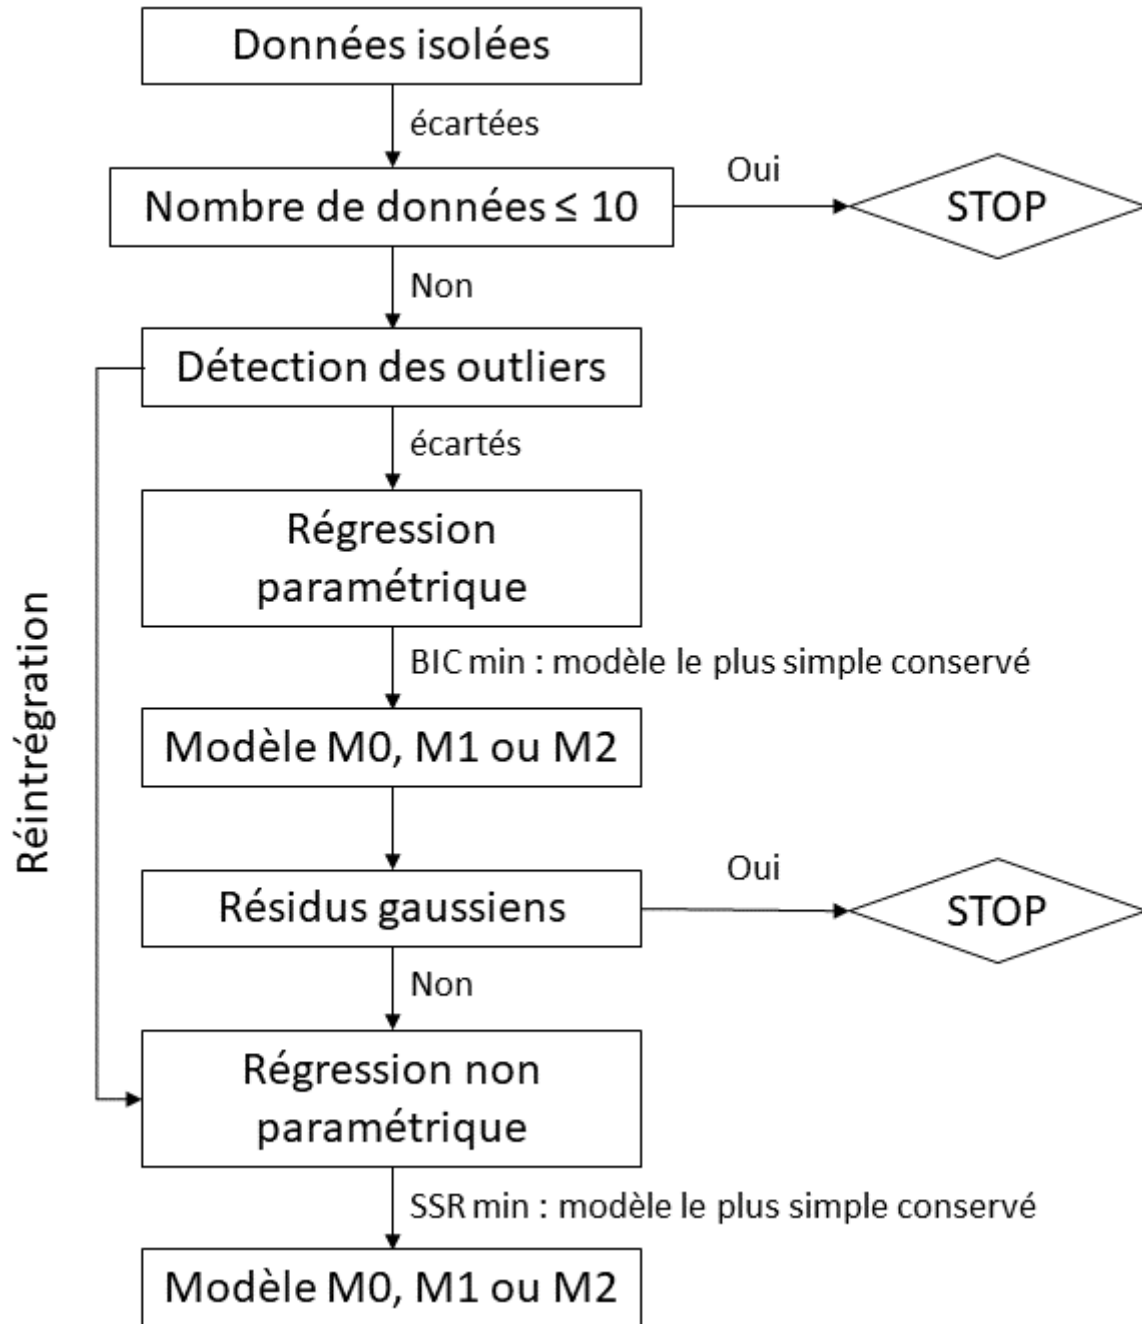 Données isolées
écartées
Nombre de données ≤ 10
Oui
STOP
Non
Détection des outliers
écartés
Régression
paramétrique
BIC min : modèle le plus simple conservé
Modèle M0, M1 ou M2
Réintrégration
Résidus gaussiens
Oui
STOP
Non
Régression non
paramétrique
SSR min : modèle le plus simple conservé
Modèle M0, M1 ou M2